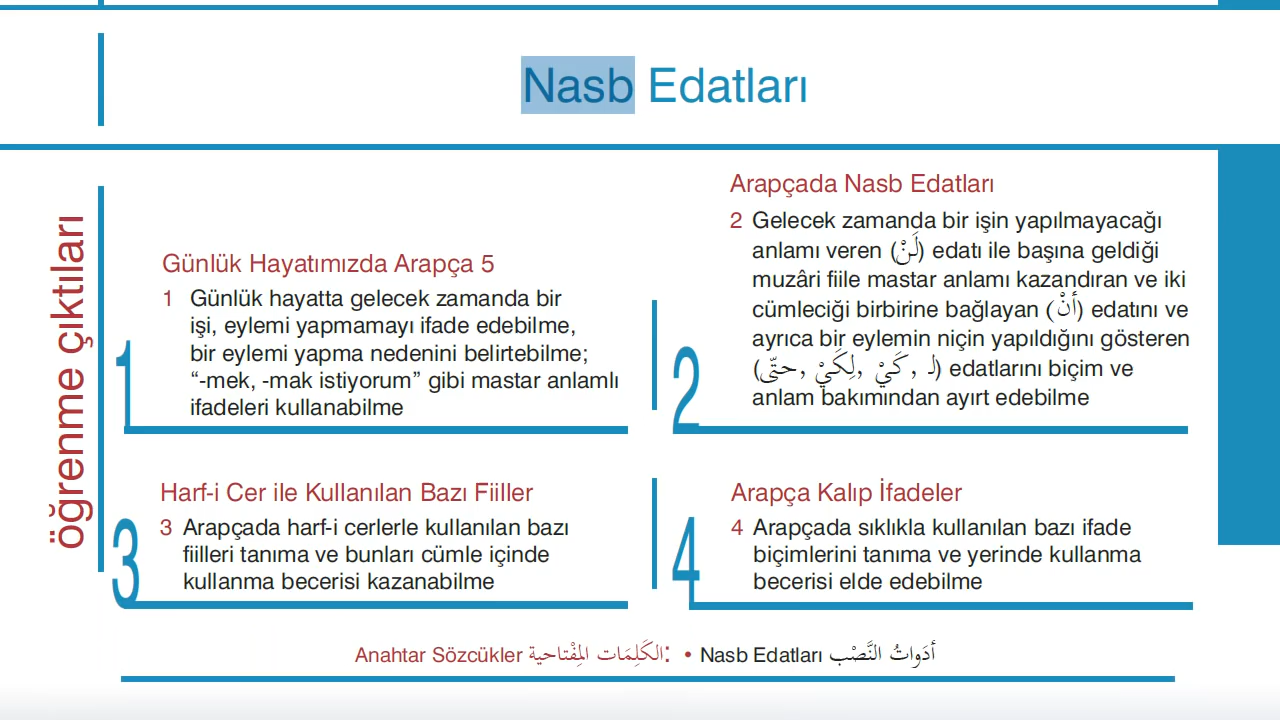 Nasb Edatları
öğrenme çıktıları
Günlük Hayatımızda Arapça 5
1 Günlük hayatta gelecek zamanda bir
işi, eylemi yapmamayı ifade edebilme,
bir eylemi yapma nedenini belirtebilme;
“-mek, -mak istiyorum” gibi mastar anlamlı
ifadeleri kullanabilme
1
Arapçada Nasb Edatları
2 Gelecek zamanda bir işin yapılmayacağı
anlamı veren (لَنْ) edatı ile başına geldiği
muzâri fiile mastar anlamı kazandıran ve iki
cümleciği birbirine bağlayan (أنْ) edatını ve
ayrıca bir eylemin niçin yapıldığını gösteren
(لـ , كَيْ, لِكَيْ, حتّى) edatlarını biçim ve
anlam bakımından ayırt edebilme
2
Harf-i Cer ile Kullanılan Bazı Fiiller
3 Arapçada harf-i cerlerle kullanılan bazı
fiilleri tanıma ve bunları cümle içinde
kullanma becerisi kazanabilme
3
Arapça Kalıp İfadeler
4 Arapçada sıklıkla kullanılan bazı ifade
biçimlerini tanıma ve yerinde kullanma
becerisi elde edebilme
4
Anahtar Sözcükler الكَلِمَات المِفْتاحية: • Nasb Edatları أدَواتُ النَّصْب